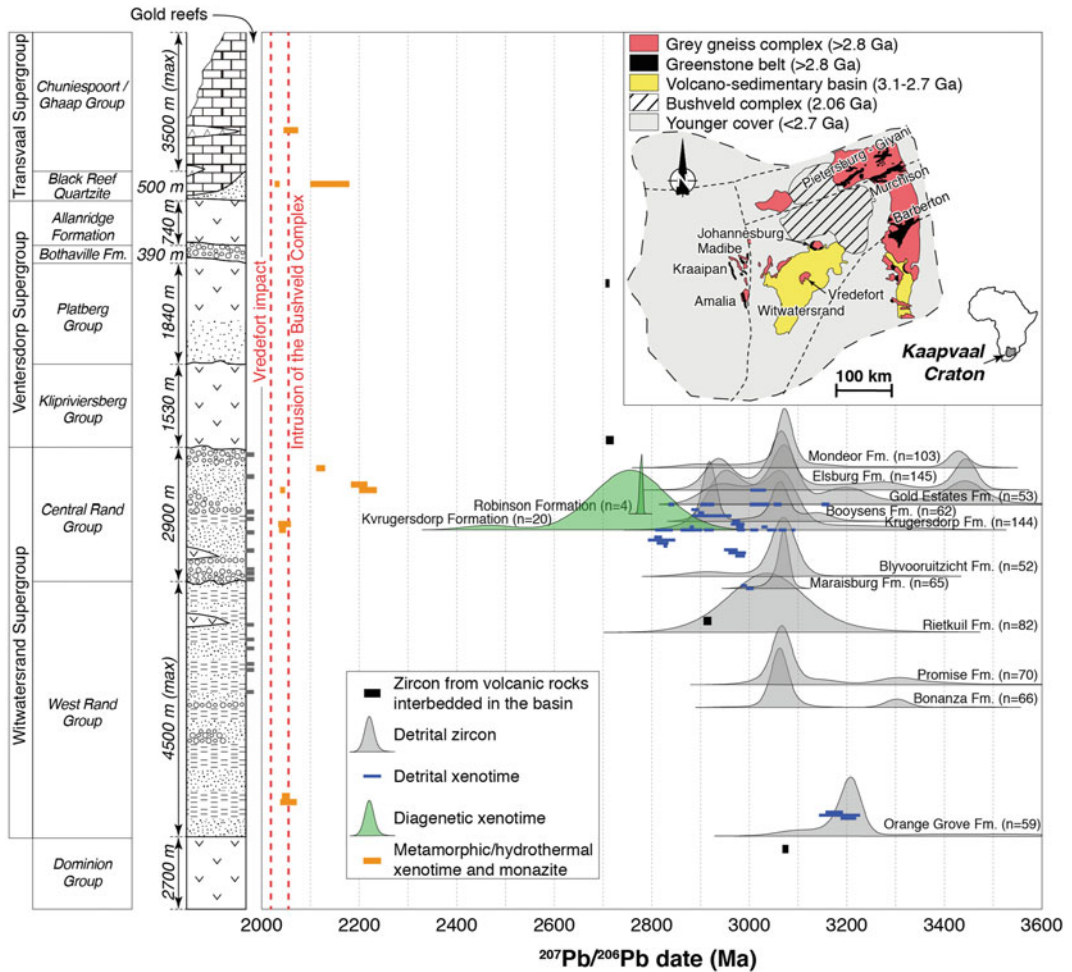 Gold reefs
Transvaal Supergroup
Chuniespoort /
Ghaap Group
3500 m (max)
Black Reef
Quartzite
500 m
Ventersdorp Supergroup
Allanridge
Formation
740 m
Bothaville Fm.
390 m
Platberg
Group
1840 m
Klipriviersberg
Group
1530 m
Witwatersrand Supergroup
Central Rand
Group
2900 m
West Rand
Group
4500 m (max)
Dominion
Group
2700 m
Vredefort impact
Intrusion of the Bushveld Complex
Grey gneiss complex (>2.8 Ga)
Greenstone belt (>2.8 Ga)
Volcano-sedimentary basin (3.1-2.7 Ga)
Bushveld complex (2.06 Ga)
Younger cover (<2.7 Ga)
N
Pietersburg - Giyani
Murchison
Barberton
Johannesburg
Madibe
Kraaipan
Amalia
Vredefort
Witwatersrand
100 km
Kaapvaal
Craton
Mondeor Fm. (n=103)
Elsburg Fm. (n=145)
Gold Estates Fm. (n=53)
Robinson Formation (n=4)
Booysens Fm. (n=62)
Kvrugersdorp Formation (n=20)
Krugersdorp Fm. (n=144)
Blyvooruitzicht Fm. (n=52)
Maraisburg Fm. (n=65)
Rietkuil Fm. (n=82)
Promise Fm. (n=70)
Bonanza Fm. (n=66)
Orange Grove Fm. (n=59)
Zircon from volcanic rocks
interbedded in the basin
Detrital zircon
Detrital xenotime
Diagenetic xenotime
Metamorphic/hydrothermal
xenotime and monazite
2000 2200 2400 2600 2800 3000 3200 3400 3600
²⁰⁷Pb/²⁰⁶Pb date (Ma)